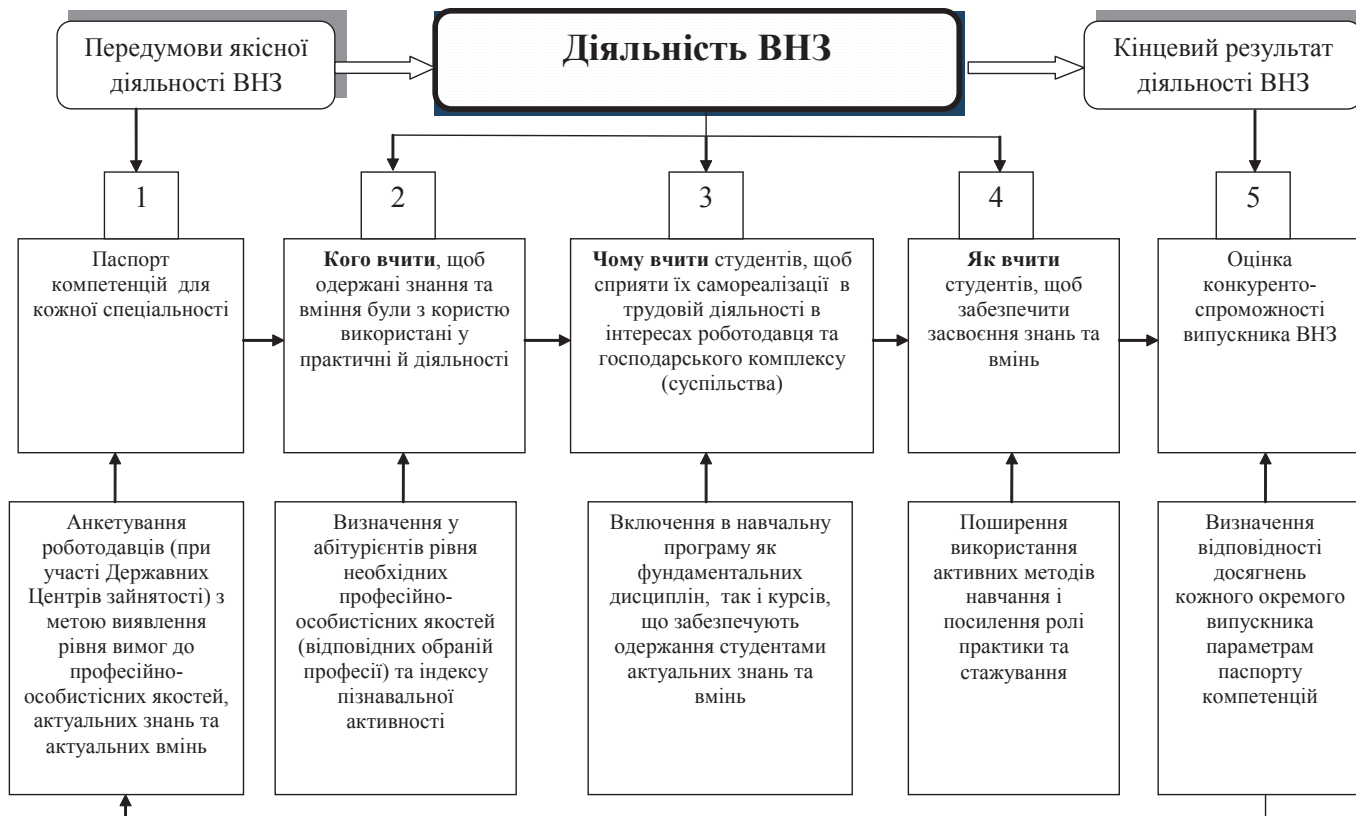 Передумови якісної
діяльності ВНЗ
Діяльність ВНЗ
Кінцевий результат
діяльності ВНЗ
1
2
3
4
5
Паспорт
компетенцій для
кожної спеціальності
Кого вчити, щоб
одержані знання та
вміння були з користю
використані у
практичні й діяльності
Чому вчити студентів, щоб
сприяти їх самореалізації в
трудовій діяльності в
інтересах роботодавця та
господарського комплексу
(суспільства)
Як вчити
студентів, щоб
забезпечити
засвоєння знань та
вмінь
Оцінка
конкуренто-
спроможності
випускника ВНЗ
Анкетування
роботодавців (при
участі Державних
Центрів зайнятості) з
метою виявлення
рівня вимог до
професійно-
особистісних якостей,
актуальних знань та
актуальних вмінь
Визначення у
абітурієнтів рівня
необхідних
професійно-
особистісних якостей
(відповідних обраній
професії) та індексу
пізнавальної
активності
Включення в навчальну
програму як
фундаментальних
дисциплін, так і курсів,
що забезпечують
одержання студентами
актуальних знань та
вмінь
Поширення
використання
активних методів
навчання і
посилення ролі
практики та
стажування
Визначення
відповідності
досягнень
кожного окремого
випускника
параметрам
паспорту
компетенцій